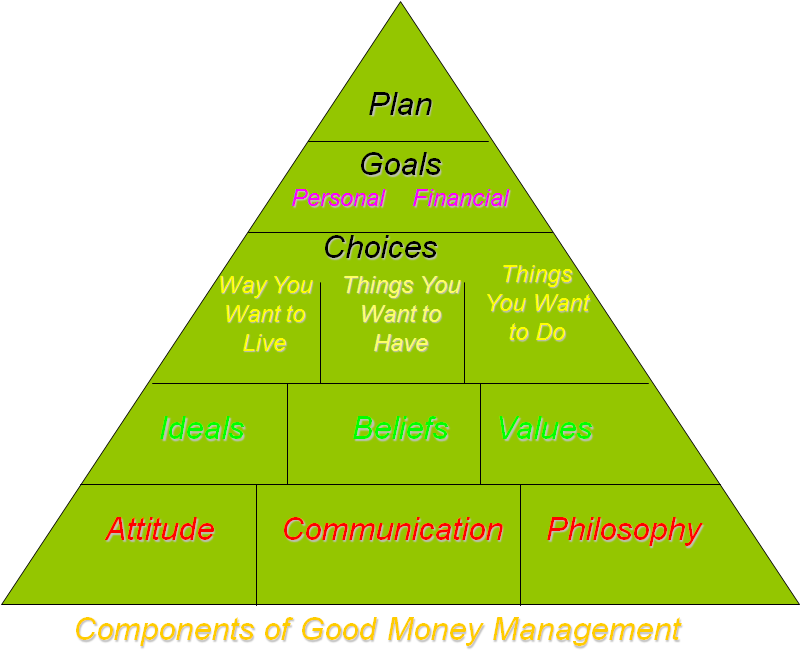 Plan
Goals
Personal Financial
Choices
Way You
Want to
Live
Things You
Want to
Have
Things
You Want
to Do
Ideals Beliefs Values
Attitude Communication Philosophy
Components of Good Money Management